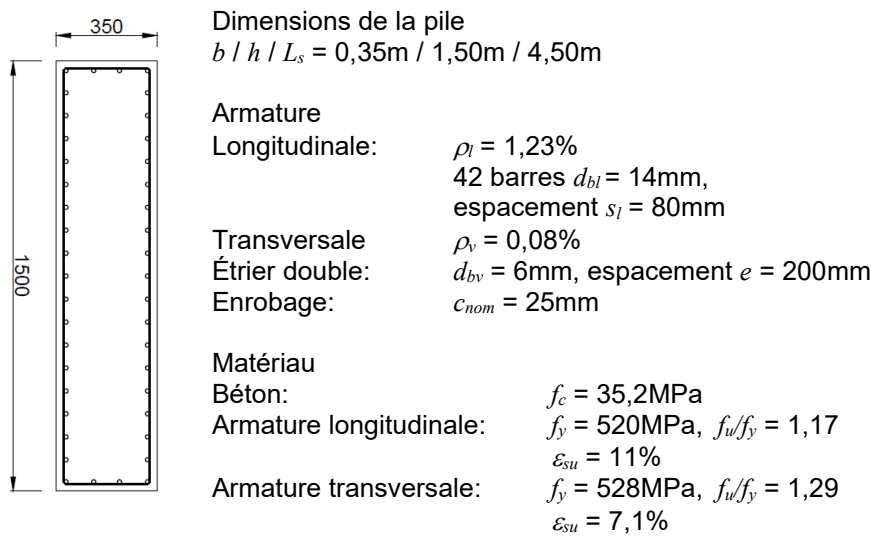 350
1500
Dimensions de la pile
b / h / Ls = 0,35m / 1,50m / 4,50m
Armature
Longitudinale: ρl = 1,23%
42 barres dbl = 14mm,
espacement sl = 80mm
Transversale ρv = 0,08%
Étrier double: dbv = 6mm, espacement e = 200mm
Enrobage: cnom = 25mm
Matériau
Béton: fc = 35,2MPa
Armature longitudinale: fy = 520MPa, fu/fy = 1,17
εsu = 11%
Armature transversale: fy = 528MPa, fu/fy = 1,29
εsu = 7,1%